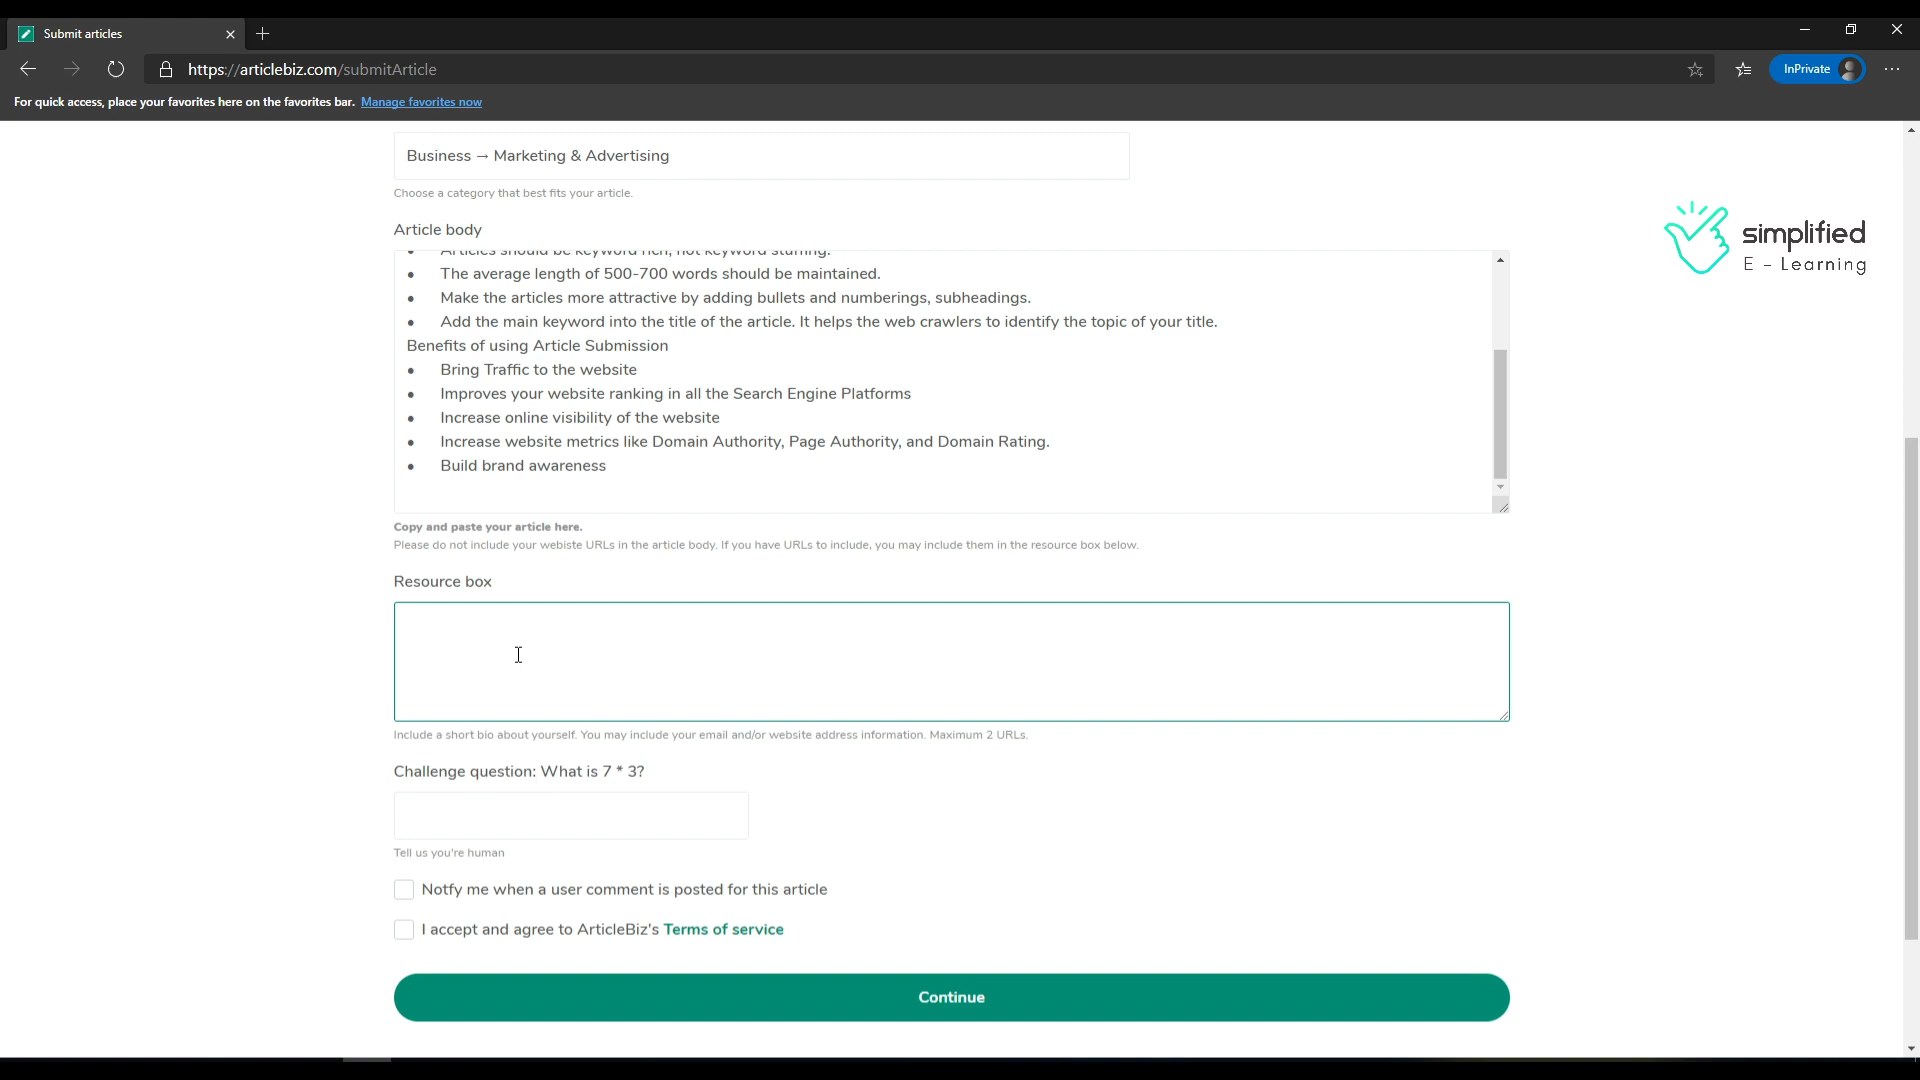 Submit articles
https://articlebiz.com/submitArticle
InPrivate
For quick access, place your favorites here on the favorites bar. Manage favorites now
Business → Marketing & Advertising
Choose a category that best fits your article.
simplified
E - Learning
Article body
• Articles should be keyword rich, not keyword stuffing.
• The average length of 500-700 words should be maintained.
• Make the articles more attractive by adding bullets and numberings, subheadings.
• Add the main keyword into the title of the article. It helps the web crawlers to identify the topic of your title.
Benefits of using Article Submission
• Bring Traffic to the website
• Improves your website ranking in all the Search Engine Platforms
• Increase online visibility of the website
• Increase website metrics like Domain Authority, Page Authority, and Domain Rating.
• Build brand awareness
Copy and paste your article here.
Please do not include your webiste URLs in the article body. If you have URLs to include, you may include them in the resource box below.
Resource box
Include a short bio about yourself. You may include your email and/or website address information. Maximum 2 URLs.
Challenge question: What is 7 * 3?
Tell us you're human
Notfy me when a user comment is posted for this article
I accept and agree to ArticleBiz's Terms of service
Continue